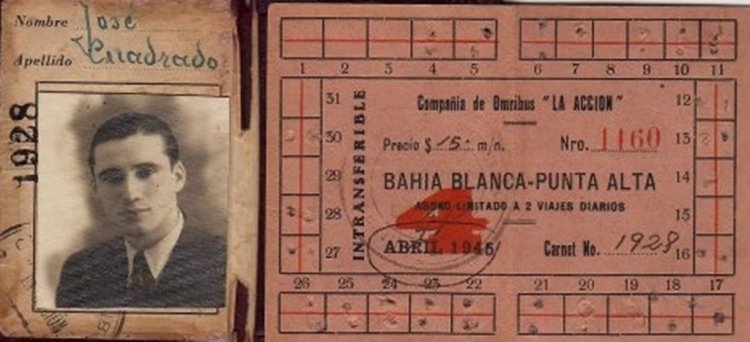 Nombre José
Apellido Cuadrado
1928
1 2 3 4 5 6 7 8 9 10 11
31 12
30 13
29 14
28 15
27 16
26 25 24 23 22 21 20 19 18 17
INTRANSFERIBLE
Compañia de Omnibus "LA ACCION"
Precio $ 15.- m/n. Nro. 1160
BAHIA BLANCA-PUNTA ALTA
ABONO LIMITADO A 2 VIAJES DIARIOS
ABRIL 1945 Carnet No. 1928